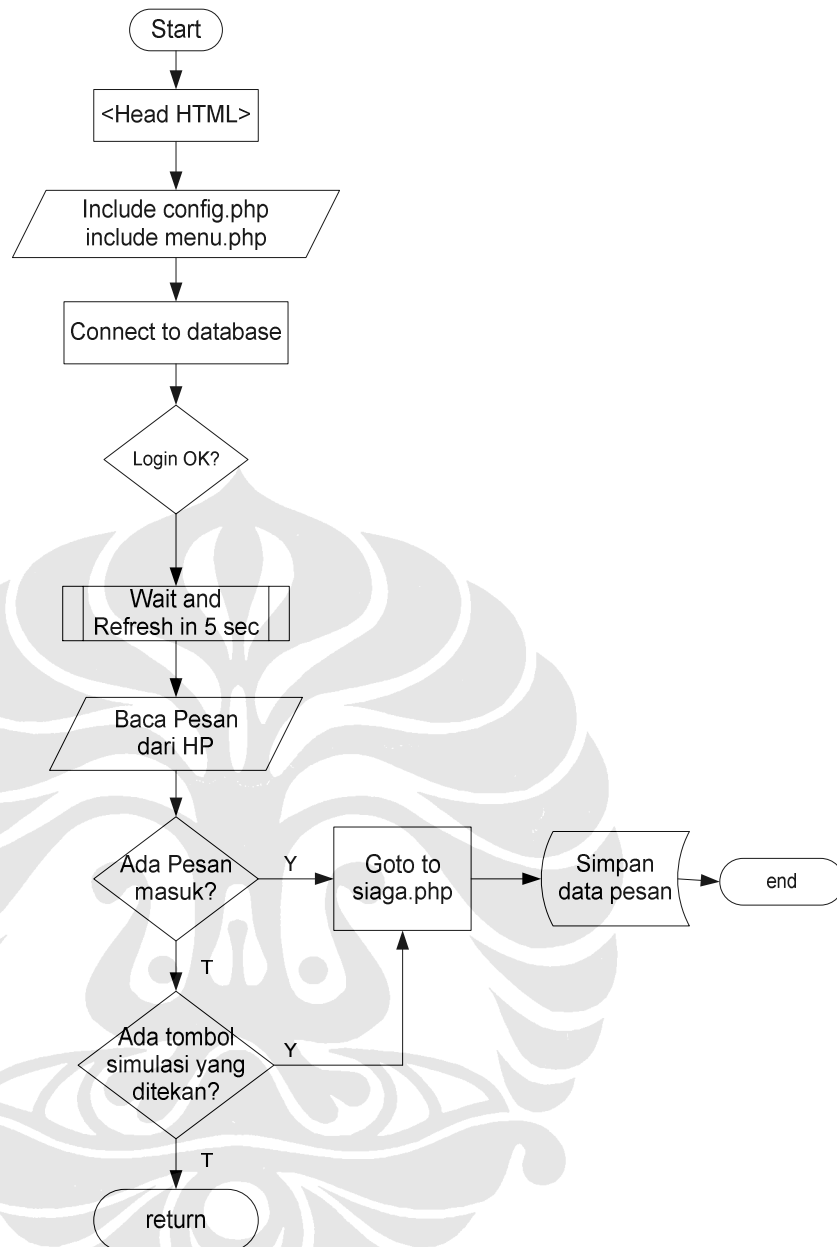 Start
<Head HTML>
Include config.php
include menu.php
Connect to database
Login OK?
Wait and
Refresh in 5 sec
Baca Pesan
dari HP
Ada Pesan
masuk?
Y
Goto to
siaga.php
Simpan
data pesan
end
T
Ada tombol
simulasi yang
ditekan?
Y
T
return